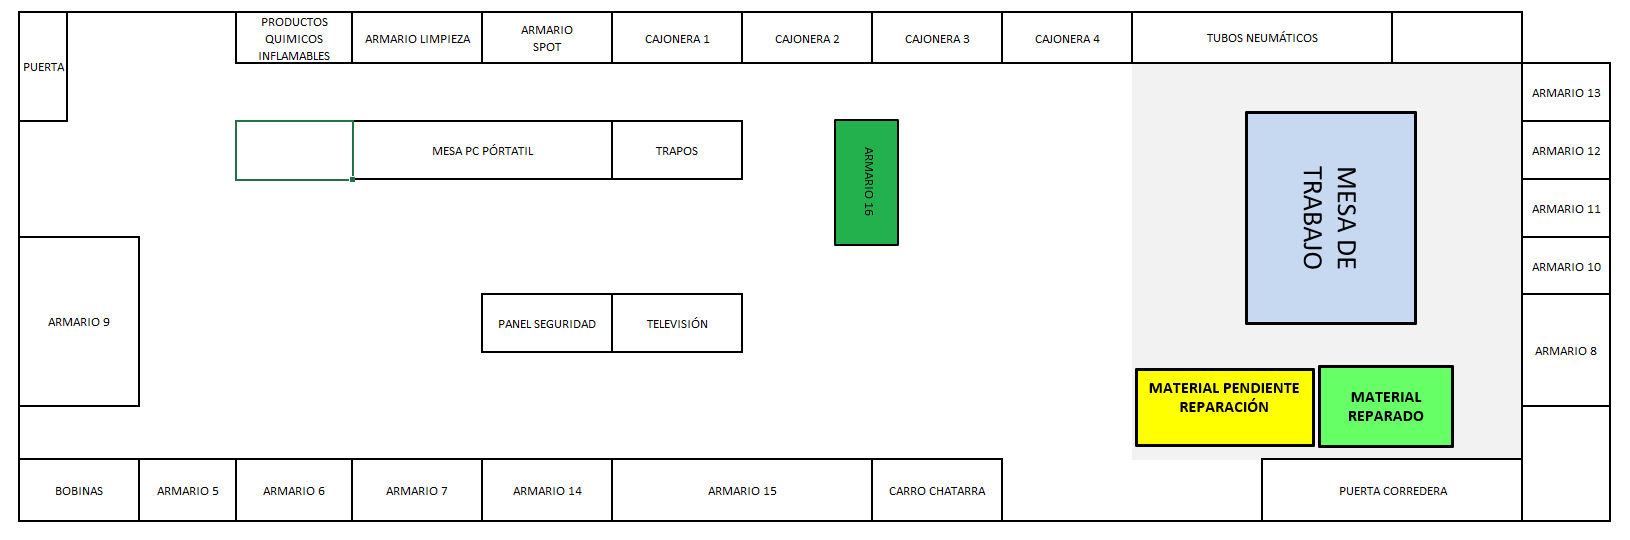 PUERTA
PRODUCTOS
QUIMICOS
INFLAMABLES
ARMARIO LIMPIEZA
ARMARIO
SPOT
CAJONERA 1
CAJONERA 2
CAJONERA 3
CAJONERA 4
TUBOS NEUMÁTICOS
ARMARIO 13
ARMARIO 12
ARMARIO 11
ARMARIO 10
ARMARIO 8
MESA PC PÓRTATIL
TRAPOS
ARMARIO 16
MESA DE
TRABAJO
ARMARIO 9
PANEL SEGURIDAD
TELEVISIÓN
MATERIAL PENDIENTE
REPARACIÓN
MATERIAL
REPARADO
BOBINAS
ARMARIO 5
ARMARIO 6
ARMARIO 7
ARMARIO 14
ARMARIO 15
CARRO CHATARRA
PUERTA CORREDERA